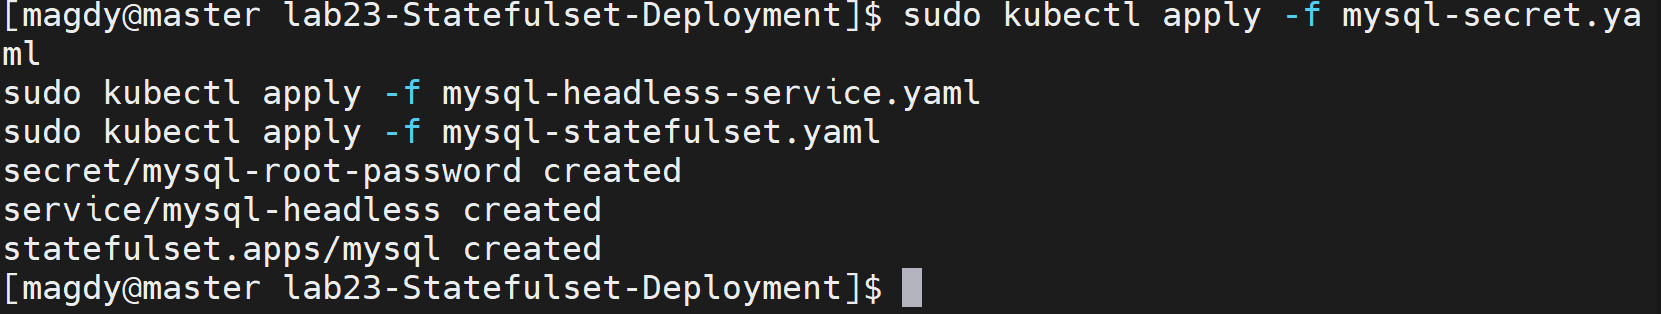 [magdy@master lab23-Statefulset-Deployment]$ sudo kubectl apply -f mysql-secret.ya
ml
sudo kubectl apply -f mysql-headless-service.yaml
sudo kubectl apply -f mysql-statefulset.yaml
secret/mysql-root-password created
service/mysql-headless created
statefulset.apps/mysql created
[magdy@master lab23-Statefulset-Deployment]$